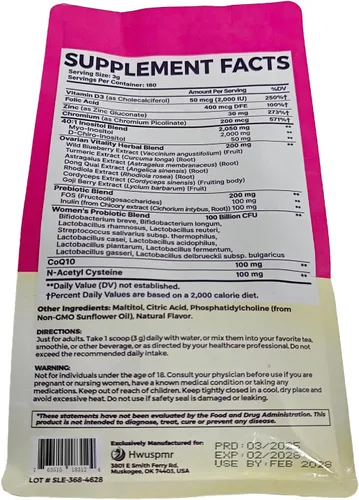 SUPPLEMENT FACTS
Serving Size: 3g
Servings Per Container: 180
Amount Per Serving %DV
Vitamin D3 (as Cholecalciferol) 50 mcg (2,000 IU) 250%†
Folic Acid 400 mcg DFE 100%†
Zinc (as Zinc Gluconate) 30 mg 273%†
Chromium (as Chromium Picolinate) 200 mcg 571%†
40:1 Inositol Blend 2,050 mg **
Myo-Inositol 2,000 mg **
D-Chiro-Inositol 50 mg **
Ovarian Vitality Herbal Blend 200 mg **
Wild Blueberry Extract (Vaccinium angustifolium) (Fruit)
Turmeric Extract (Curcuma longa) (Root)
Astragalus Extract (Astragalus membranaceus) (Root)
Dong Quai Extract (Angelica sinensis) (Root)
Rhodiola Extract (Rhodiola rosea) (Root)
Cordyceps Extract (Cordyceps sinensis) (Fruiting body)
Goji Berry Extract (Lycium barbarum) (Fruit)
Prebiotic Blend 200 mg **
FOS (Fructooligosaccharides) 100 mg **
Inulin (from Chicory extract) (Cichorium intybus, Root) 100 mg **
Women's Probiotic Blend 100 Billion CFU **
Bifidobacterium breve, Bifidobacterium longum,
Lactobacillus rhamnosus, Lactobacillus reuteri,
Streptococcus salivarius subsp. thermophilus,
Lactobacillus casei, Lactobacillus acidophilus,
Lactobacillus plantarum, Lactobacillus fermentum,
Lactobacillus gasseri, Lactobacillus delbrueckii subsp. bulgaricus
CoQ10 100 mg **
N-Acetyl Cysteine 100 mg **
**Daily Value (DV) not established.
†Percent Daily Values are based on a 2,000 calorie diet.
Other Ingredients: Maltitol, Citric Acid, Phosphatidylcholine (from
Non-GMO Sunflower Oil), Natural Flavor.
DIRECTIONS:
Just for adults. Take 1 scoop (3 g) daily with water, or mix them into your favorite tea,
smoothie, or other beverage, or as directed by your healthcare professional. Do not
exceed the recommended daily intake.
WARNING:
Not for individuals under the age of 18. Consult your physician before use if you are
pregnant or nursing women, have a known medical condition or taking any
medications. Keep out of reach of children. Keep tightly closed in a cool, dry place and
avoid excessive heat. Do not use if safety seal is damaged or leaking.
*These statements have not been evaluated by the Food and Drug Administration. This
product is not intended to diagnose, treat, cure or prevent any disease.
Exclusively Manufactured for:
Hwuspmr
3801 E Smith Ferry Rd,
Muskogee, OK 74403, USA
LOT # SLE-368-4628
PRD: 03/2025
EXP: 02/2028
USED BY: FEB 2028